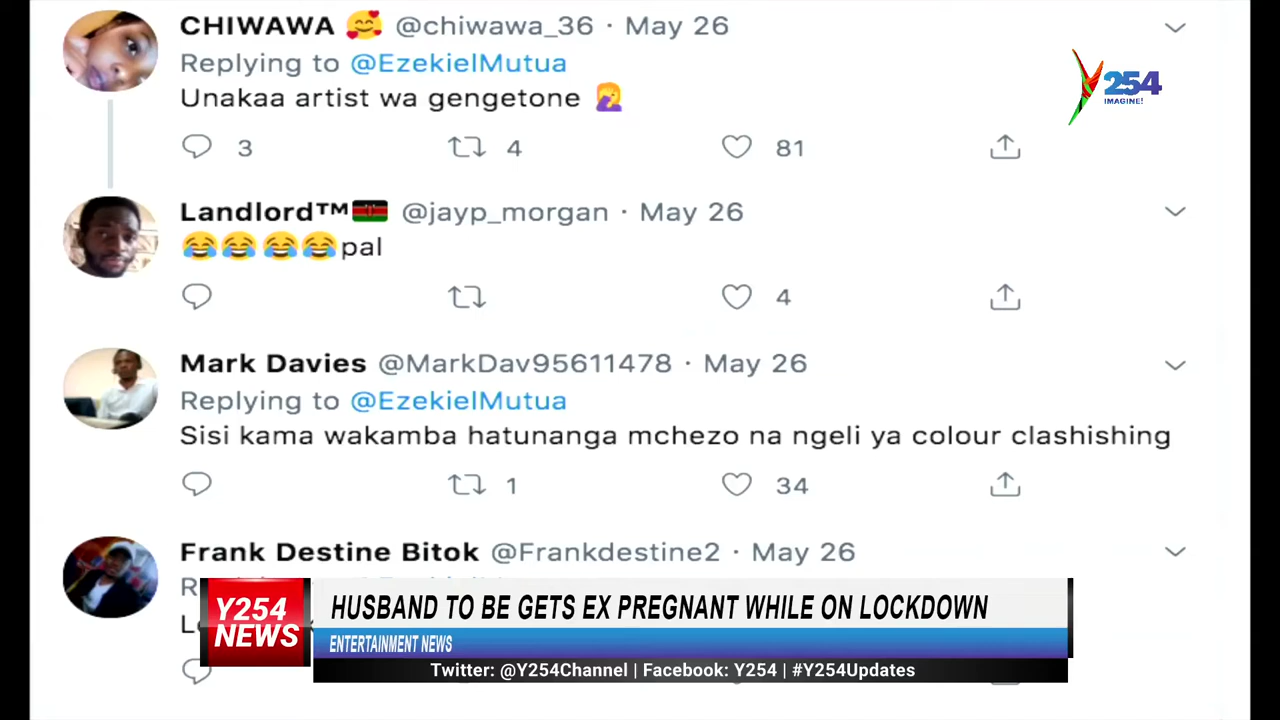 CHIWAWA 🥰 @chiwawa_36 · May 26
Replying to @EzekielMutua
Unakaa artist wa gengetone 🤦
3 4 81
Y254
IMAGINE!
Landlord™🇰🇪 @jayp_morgan · May 26
😂😂😂😂pal
4
Mark Davies @MarkDav95611478 · May 26
Replying to @EzekielMutua
Sisi kama wakamba hatunanga mchezo na ngeli ya colour clashishing
1 34
Frank Destine Bitok @Frankdestine2 · May 26
Y254 NEWS
HUSBAND TO BE GETS EX PREGNANT WHILE ON LOCKDOWN
ENTERTAINMENT NEWS
Twitter: @Y254Channel | Facebook: Y254 | #Y254Updates